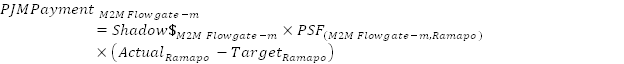 PJMPayment M2M Flowgate-m
= Shadow$M2M Flowgate-m × PSF(M2M Flowgate-m,Ramapo)
× (ActualRamapo − TargetRamapo)